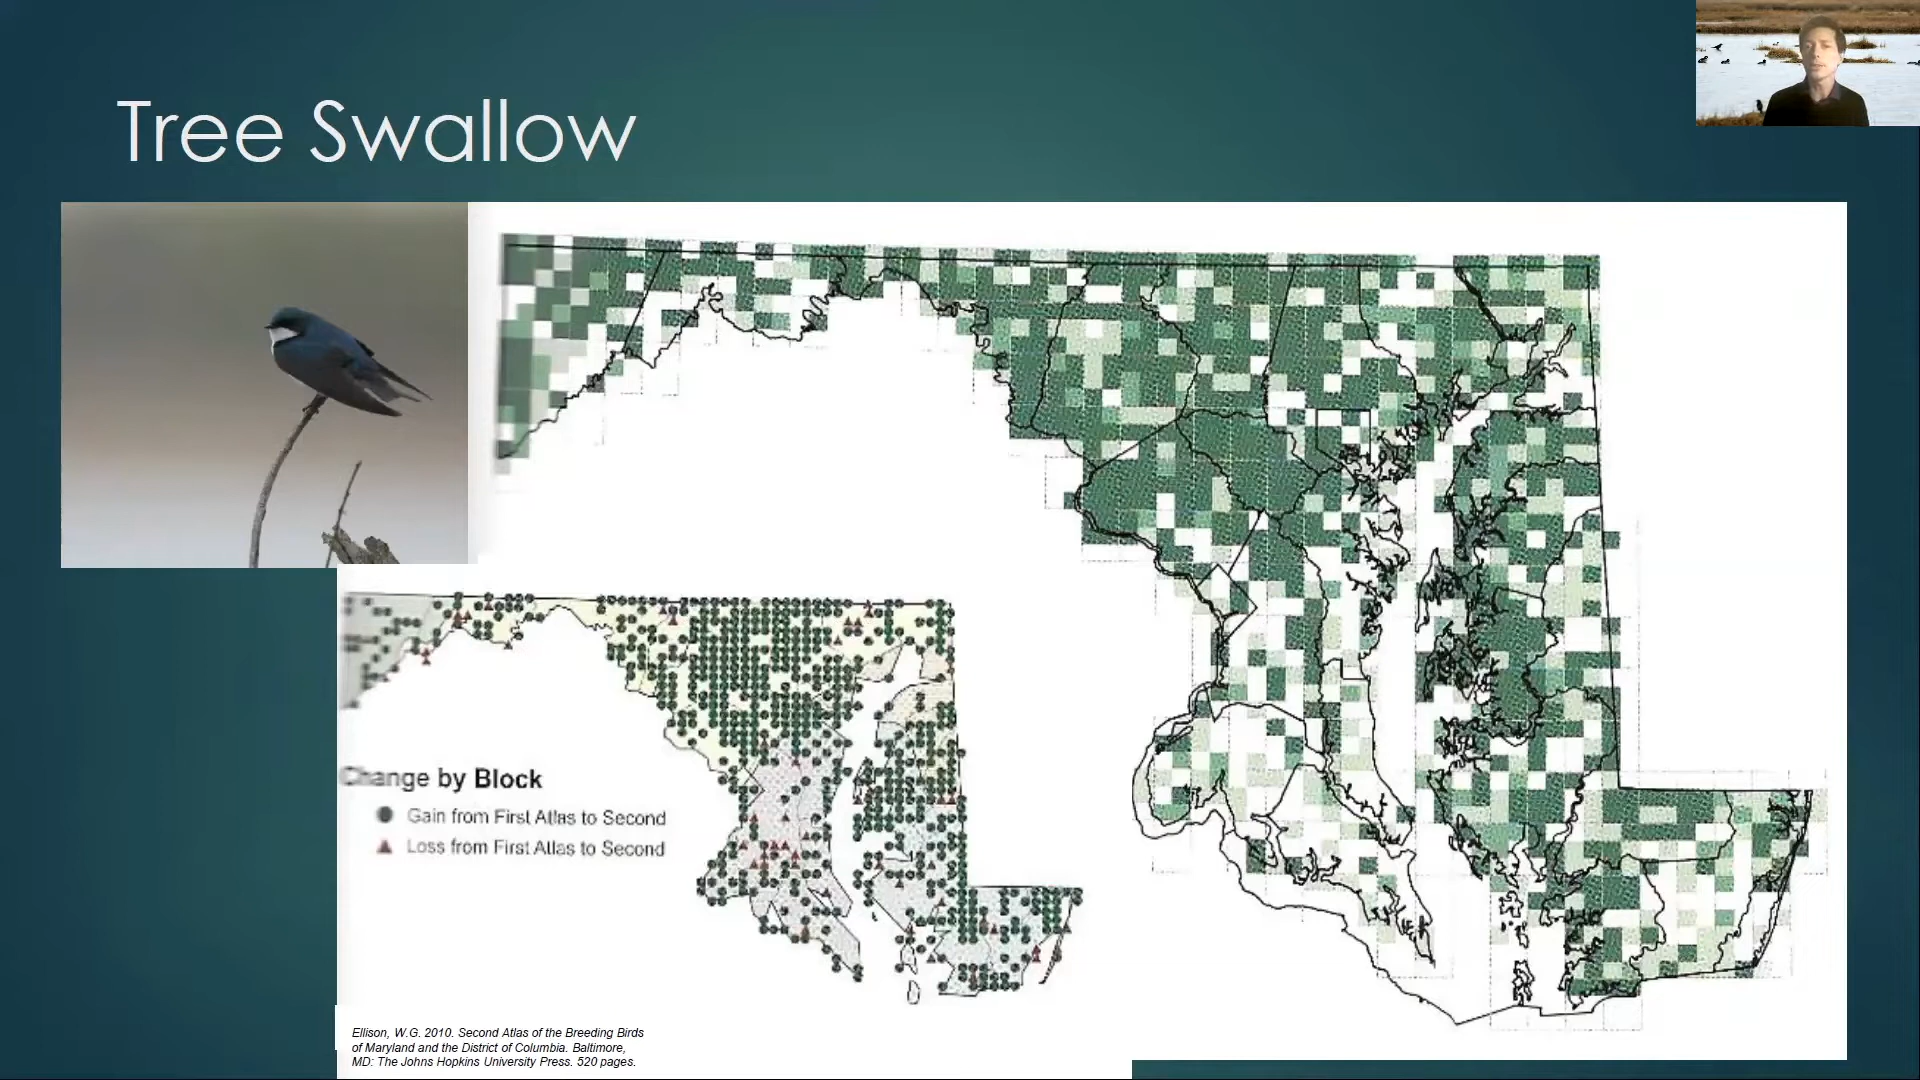 Tree Swallow
Change by Block
Gain from First Atlas to Second
Loss from First Atlas to Second
Ellison, W.G. 2010. Second Atlas of the Breeding Birds
of Maryland and the District of Columbia. Baltimore,
MD: The Johns Hopkins University Press. 520 pages.